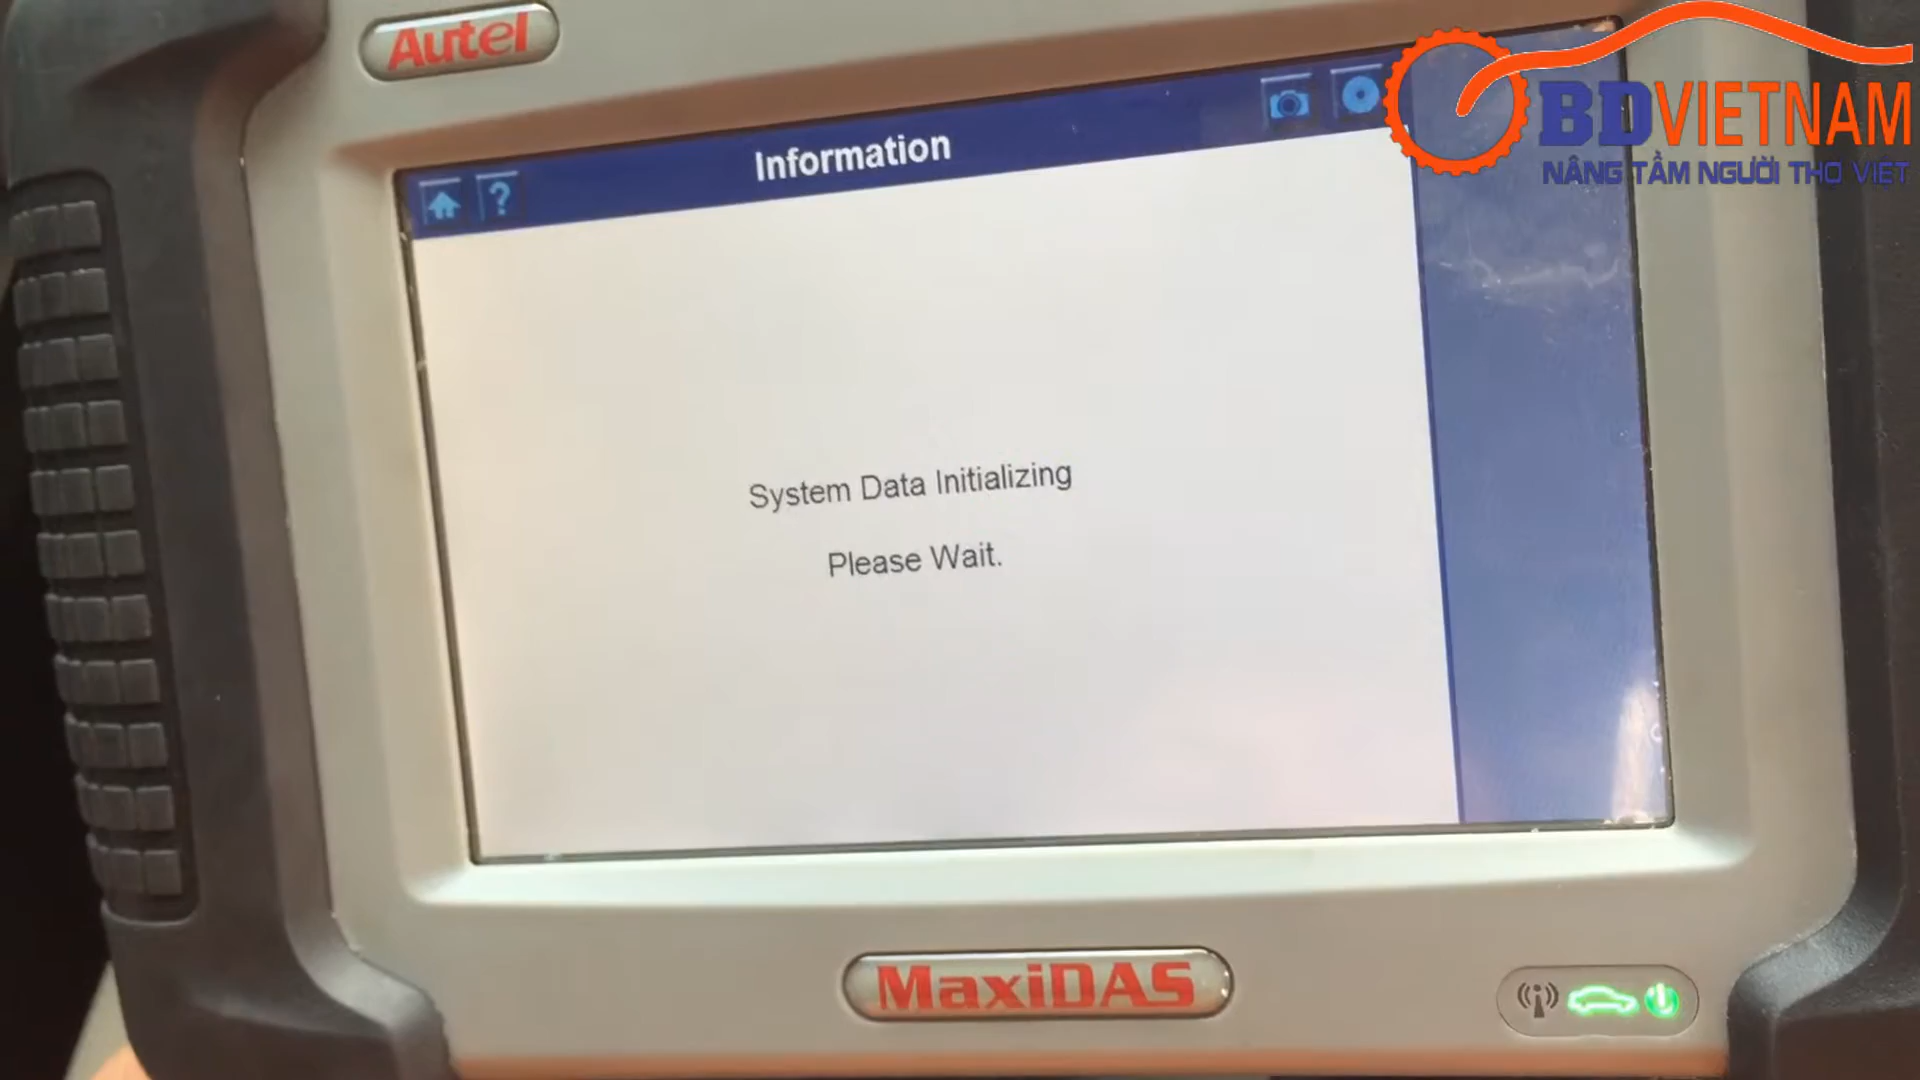 Autel
BDVIETNAM
NÂNG TẦM NGƯỜI THỢ VIỆT
Information
?
System Data Initializing
Please Wait.
MaxiDAS